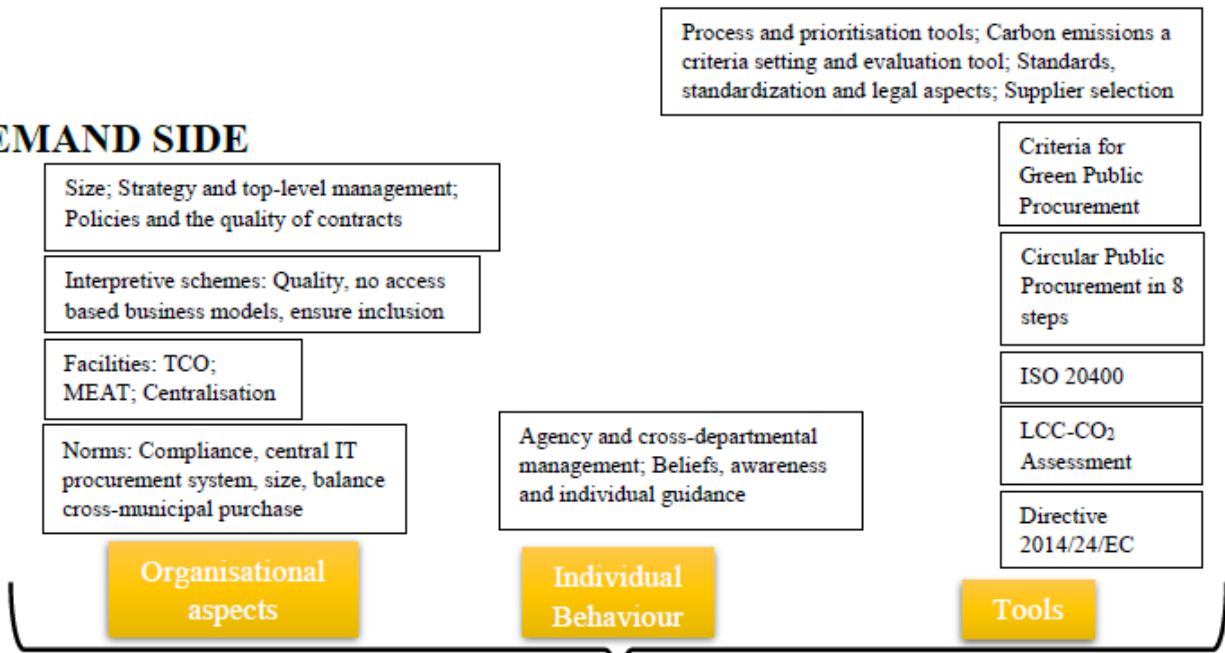 Process and prioritisation tools; Carbon emissions a
criteria setting and evaluation tool; Standards,
standardization and legal aspects; Supplier selection
EMAND SIDE
Size; Strategy and top-level management;
Policies and the quality of contracts
Interpretive schemes: Quality, no access
based business models, ensure inclusion
Facilities: TCO;
MEAT; Centralisation
Norms: Compliance, central IT
procurement system, size, balance
cross-municipal purchase
Organisational
aspects
Agency and cross-departmental
management; Beliefs, awareness
and individual guidance
Individual
Behaviour
Criteria for
Green Public
Procurement
Circular Public
Procurement in 8
steps
ISO 20400
LCC-CO₂
Assessment
Directive
2014/24/EC
Tools